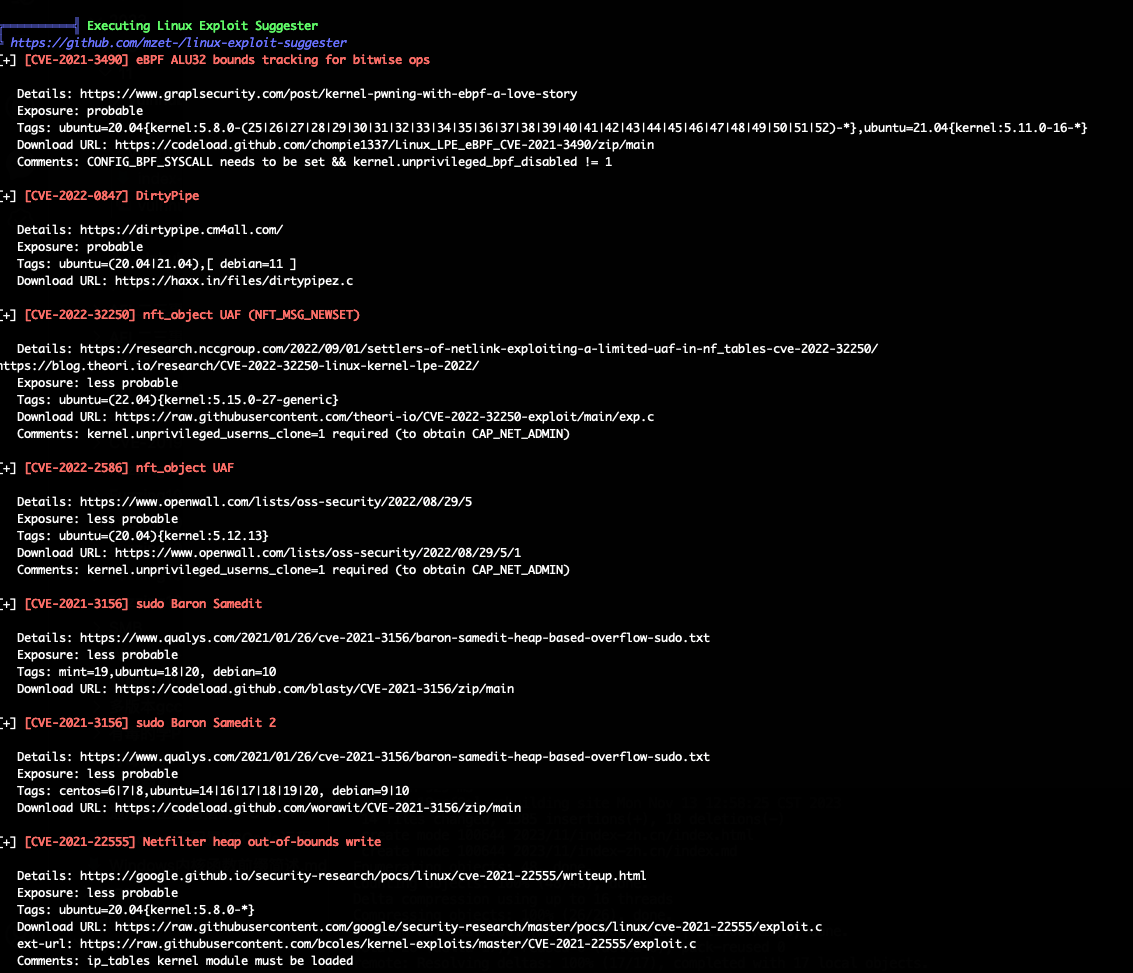 ╔══════════╣ Executing Linux Exploit Suggester
╚ https://github.com/mzet-/linux-exploit-suggester
[+] [CVE-2021-3490] eBPF ALU32 bounds tracking for bitwise ops
Details: https://www.graplsecurity.com/post/kernel-pwning-with-ebpf-a-love-story
Exposure: probable
Tags: ubuntu=20.04{kernel:5.8.0-(25|26|27|28|29|30|31|32|33|34|35|36|37|38|39|40|41|42|43|44|45|46|47|48|49|50|51|52)-*},ubuntu=21.04{kernel:5.11.0-16-*}
Download URL: https://codeload.github.com/chompie1337/Linux_LPE_eBPF_CVE-2021-3490/zip/main
Comments: CONFIG_BPF_SYSCALL needs to be set && kernel.unprivileged_bpf_disabled != 1
[+] [CVE-2022-0847] DirtyPipe
Details: https://dirtypipe.cm4all.com/
Exposure: probable
Tags: ubuntu=(20.04|21.04),[ debian=11 ]
Download URL: https://haxx.in/files/dirtypipez.c
[+] [CVE-2022-32250] nft_object UAF (NFT_MSG_NEWSET)
Details: https://research.nccgroup.com/2022/09/01/settlers-of-netlink-exploiting-a-limited-uaf-in-nf_tables-cve-2022-32250/
https://blog.theori.io/research/CVE-2022-32250-linux-kernel-lpe-2022/
Exposure: less probable
Tags: ubuntu=(22.04){kernel:5.15.0-27-generic}
Download URL: https://raw.githubusercontent.com/theori-io/CVE-2022-32250-exploit/main/exp.c
Comments: kernel.unprivileged_userns_clone=1 required (to obtain CAP_NET_ADMIN)
[+] [CVE-2022-2586] nft_object UAF
Details: https://www.openwall.com/lists/oss-security/2022/08/29/5
Exposure: less probable
Tags: ubuntu=(20.04){kernel:5.12.13}
Download URL: https://www.openwall.com/lists/oss-security/2022/08/29/5/1
Comments: kernel.unprivileged_userns_clone=1 required (to obtain CAP_NET_ADMIN)
[+] [CVE-2021-3156] sudo Baron Samedit
Details: https://www.qualys.com/2021/01/26/cve-2021-3156/baron-samedit-heap-based-overflow-sudo.txt
Exposure: less probable
Tags: mint=19,ubuntu=18|20, debian=10
Download URL: https://codeload.github.com/blasty/CVE-2021-3156/zip/main
[+] [CVE-2021-3156] sudo Baron Samedit 2
Details: https://www.qualys.com/2021/01/26/cve-2021-3156/baron-samedit-heap-based-overflow-sudo.txt
Exposure: less probable
Tags: centos=6|7|8,ubuntu=14|16|17|18|19|20, debian=9|10
Download URL: https://codeload.github.com/worawit/CVE-2021-3156/zip/main
[+] [CVE-2021-22555] Netfilter heap out-of-bounds write
Details: https://google.github.io/security-research/pocs/linux/cve-2021-22555/writeup.html
Exposure: less probable
Tags: ubuntu=20.04{kernel:5.8.0-*}
Download URL: https://raw.githubusercontent.com/google/security-research/master/pocs/linux/cve-2021-22555/exploit.c
ext-url: https://raw.githubusercontent.com/bcoles/kernel-exploits/master/CVE-2021-22555/exploit.c
Comments: ip_tables kernel module must be loaded